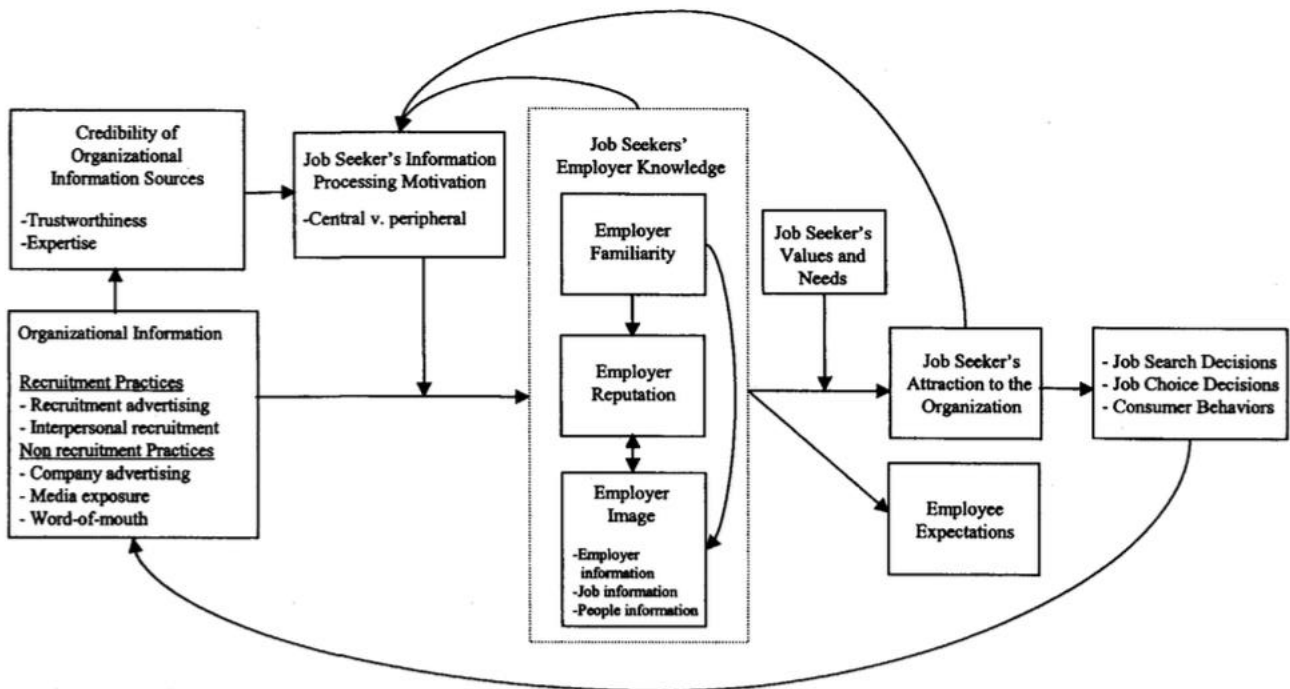 Credibility of
Organizational
Information Sources
-Trustworthiness
-Expertise
Job Seeker's Information
Processing Motivation
-Central v. peripheral
Organizational Information
Recruitment Practices
- Recruitment advertising
- Interpersonal recruitment
Non recruitment Practices
- Company advertising
- Media exposure
- Word-of-mouth
Job Seekers'
Employer Knowledge
Employer
Familiarity
Employer
Reputation
Employer
Image
-Employer
information
-Job information
-People information
Job Seeker's
Values and
Needs
Job Seeker's
Attraction to the
Organization
Employee
Expectations
- Job Search Decisions
- Job Choice Decisions
- Consumer Behaviors